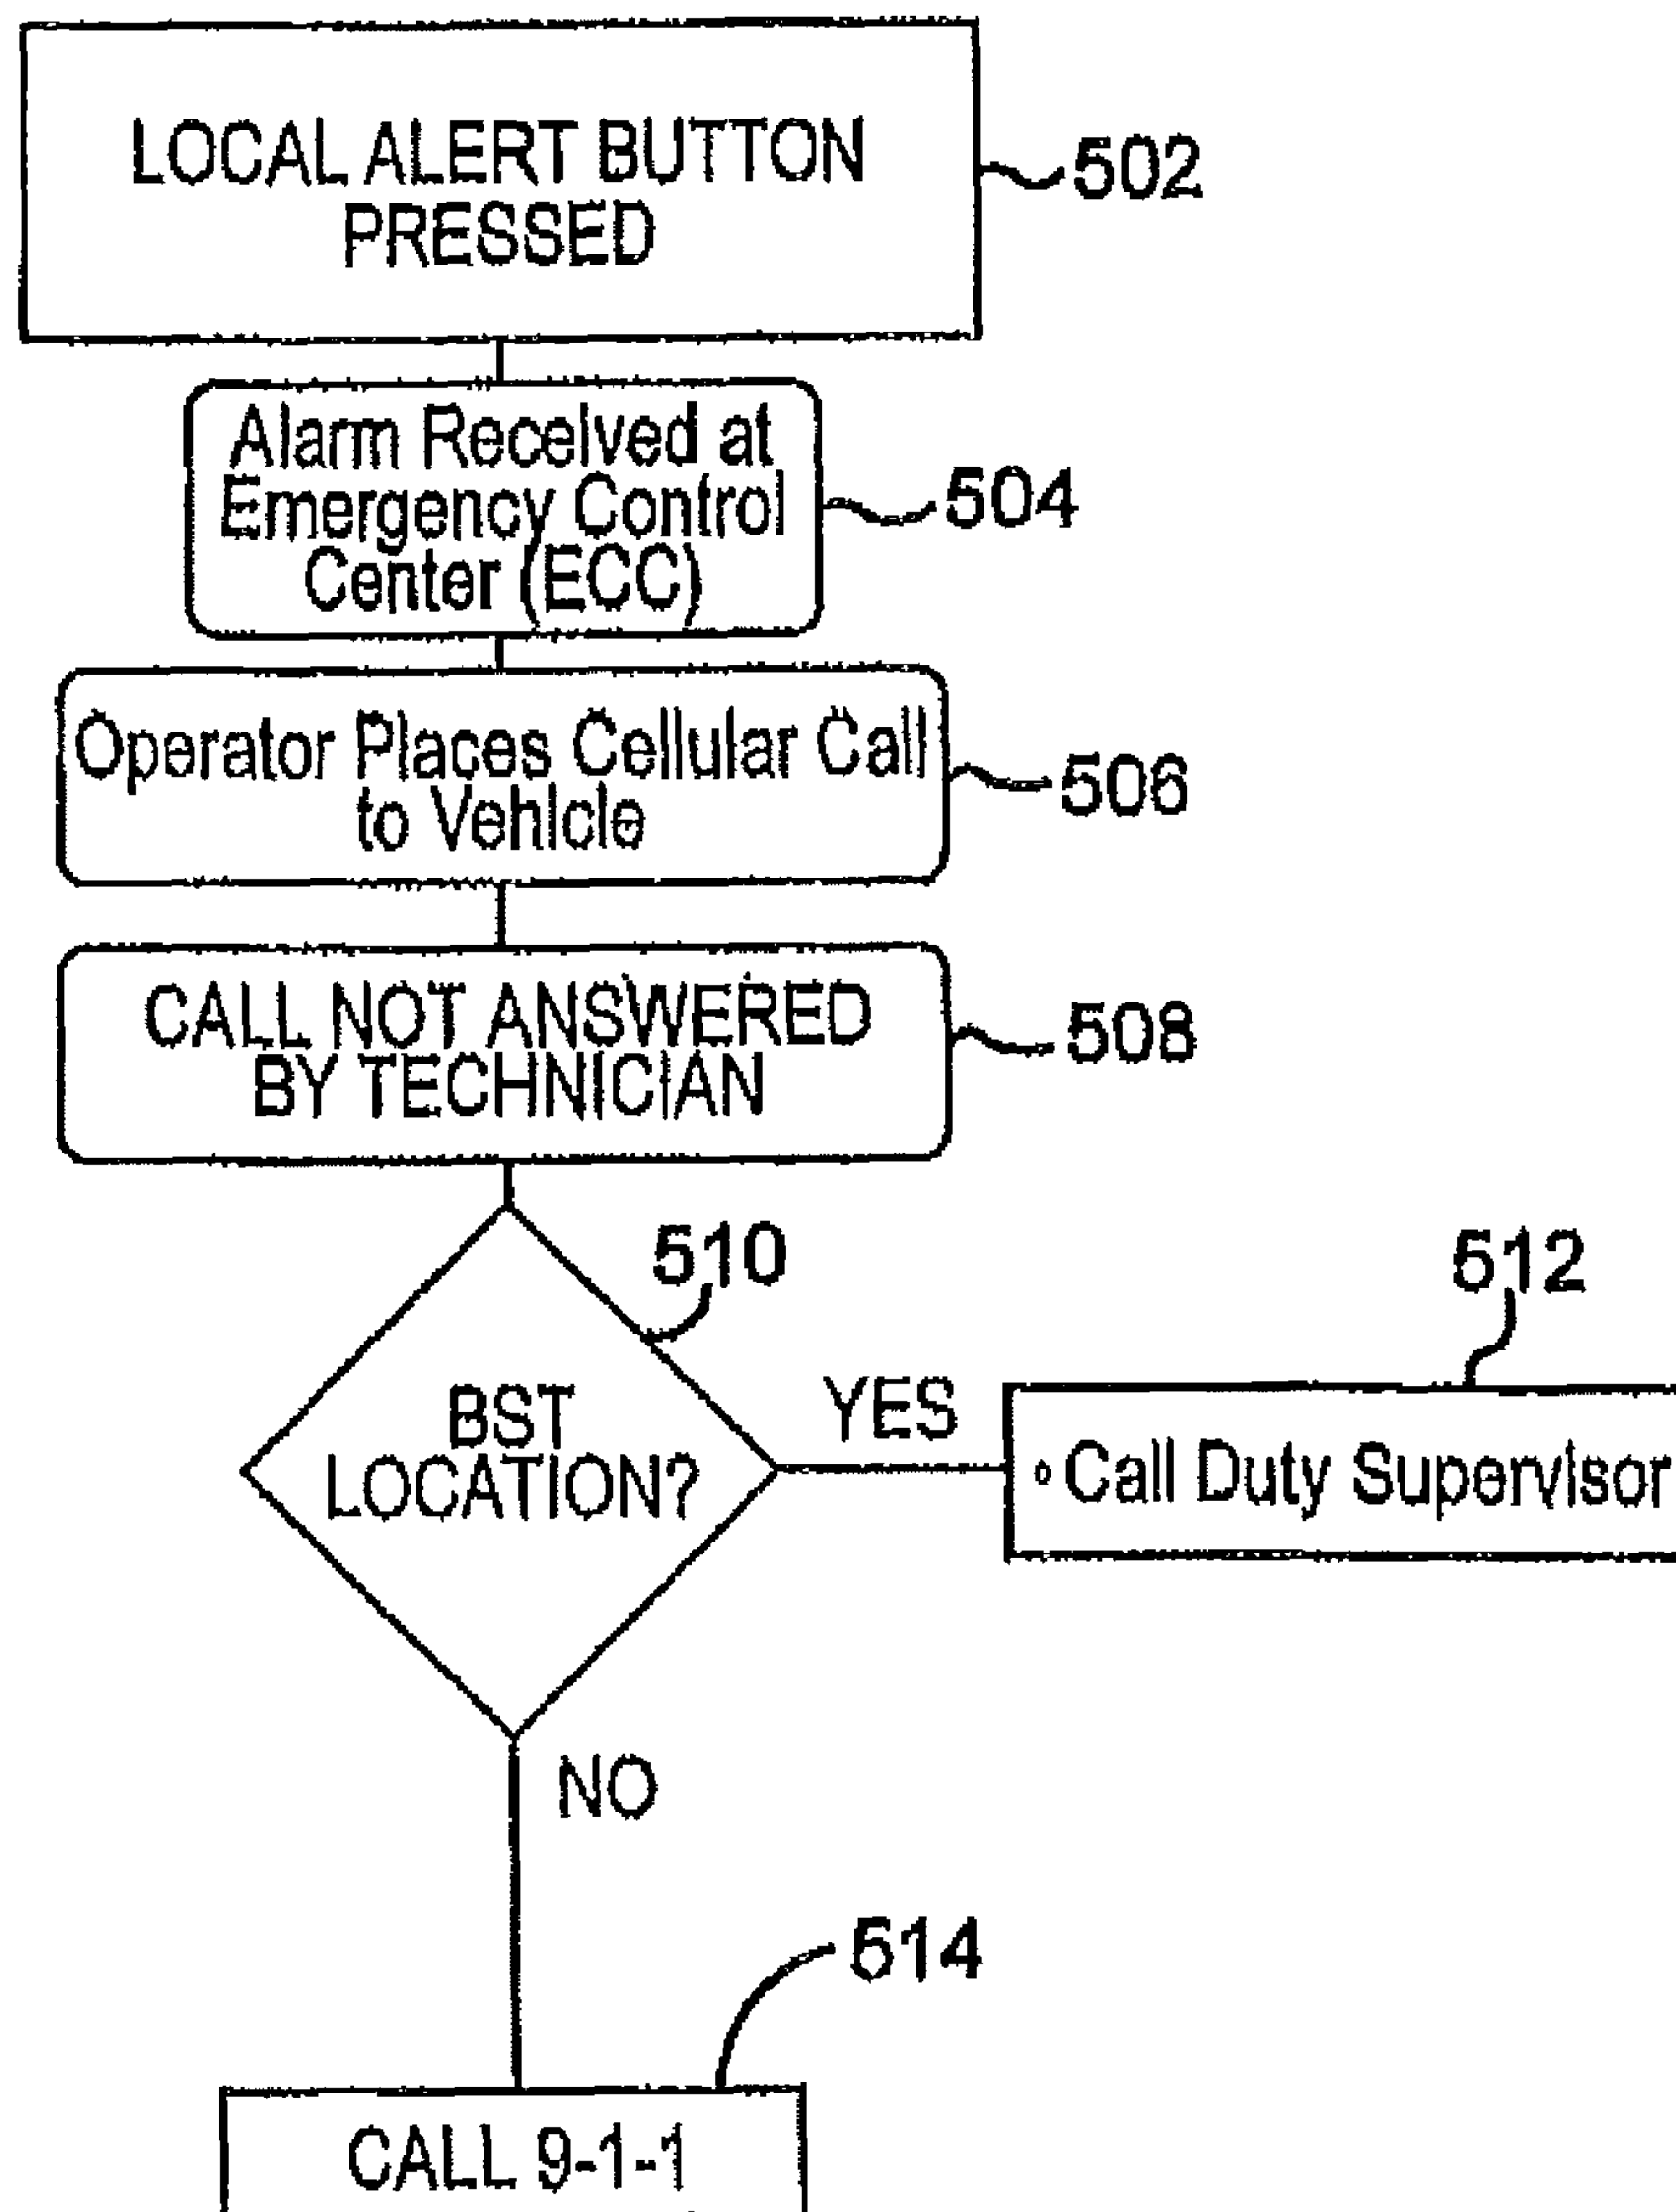 LOCAL ALERT BUTTON
PRESSED
502
Alarm Received at
Emergency Control
Center (ECC)
504
Operator Places Cellular Call
to Vehicle
506
CALL NOT ANSWERED
BY TECHNICIAN
508
510
BST
LOCATION?
YES
512
∘ Call Duty Supervisor
NO
514
CALL 9-1-1